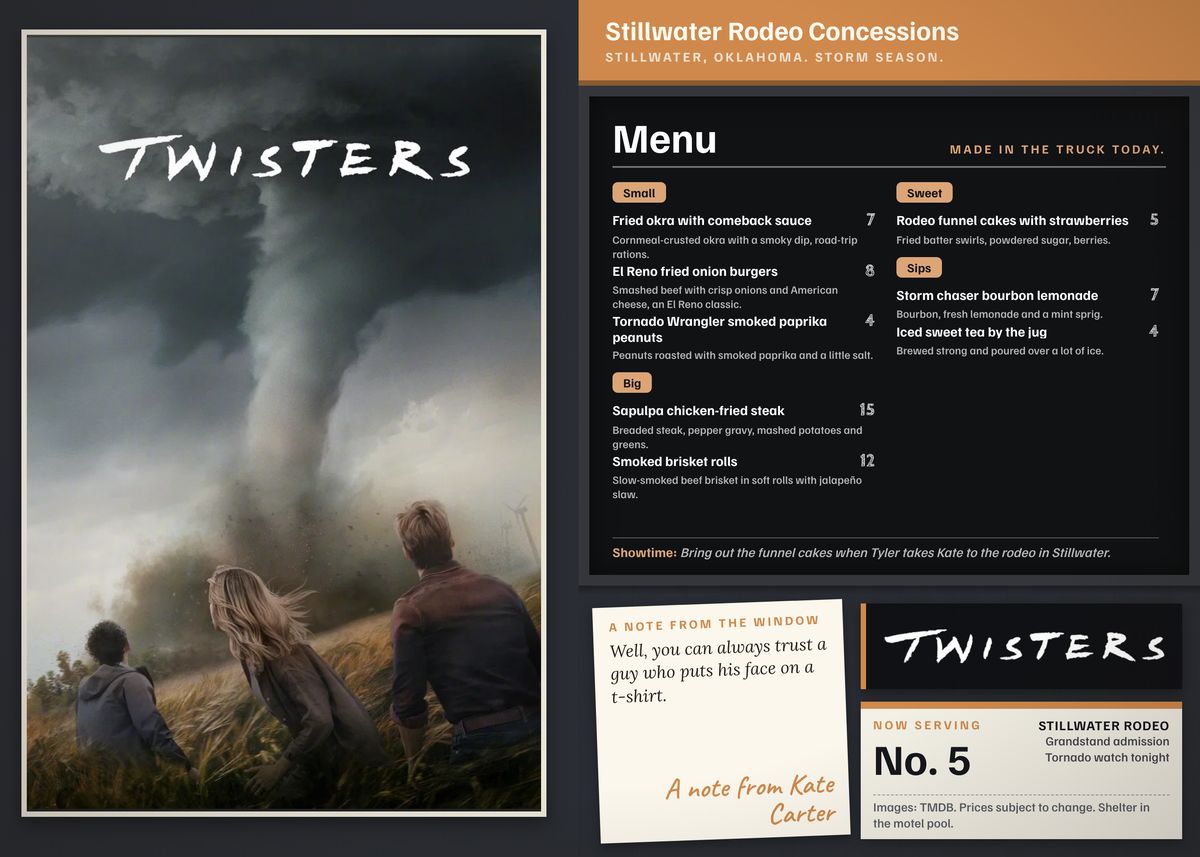 TWISTERS
Stillwater Rodeo Concessions
STILLWATER, OKLAHOMA. STORM SEASON.
Menu
MADE IN THE TRUCK TODAY.
Small
Fried okra with comeback sauce 7
Cornmeal-crusted okra with a smoky dip, road-trip
rations.
El Reno fried onion burgers 8
Smashed beef with crisp onions and American
cheese, an El Reno classic.
Tornado Wrangler smoked paprika 4
peanuts
Peanuts roasted with smoked paprika and a little salt.
Big
Sapulpa chicken-fried steak 15
Breaded steak, pepper gravy, mashed potatoes and
greens.
Smoked brisket rolls 12
Slow-smoked beef brisket in soft rolls with jalapeño
slaw.
Sweet
Rodeo funnel cakes with strawberries 5
Fried batter swirls, powdered sugar, berries.
Sips
Storm chaser bourbon lemonade 7
Bourbon, fresh lemonade and a mint sprig.
Iced sweet tea by the jug 4
Brewed strong and poured over a lot of ice.
Showtime: Bring out the funnel cakes when Tyler takes Kate to the rodeo in Stillwater.
A NOTE FROM THE WINDOW
Well, you can always trust a
guy who puts his face on a
t-shirt.
A note from Kate
Carter
TWISTERS
NOW SERVING
No. 5
STILLWATER RODEO
Grandstand admission
Tornado watch tonight
Images: TMDB. Prices subject to change. Shelter in
the motel pool.